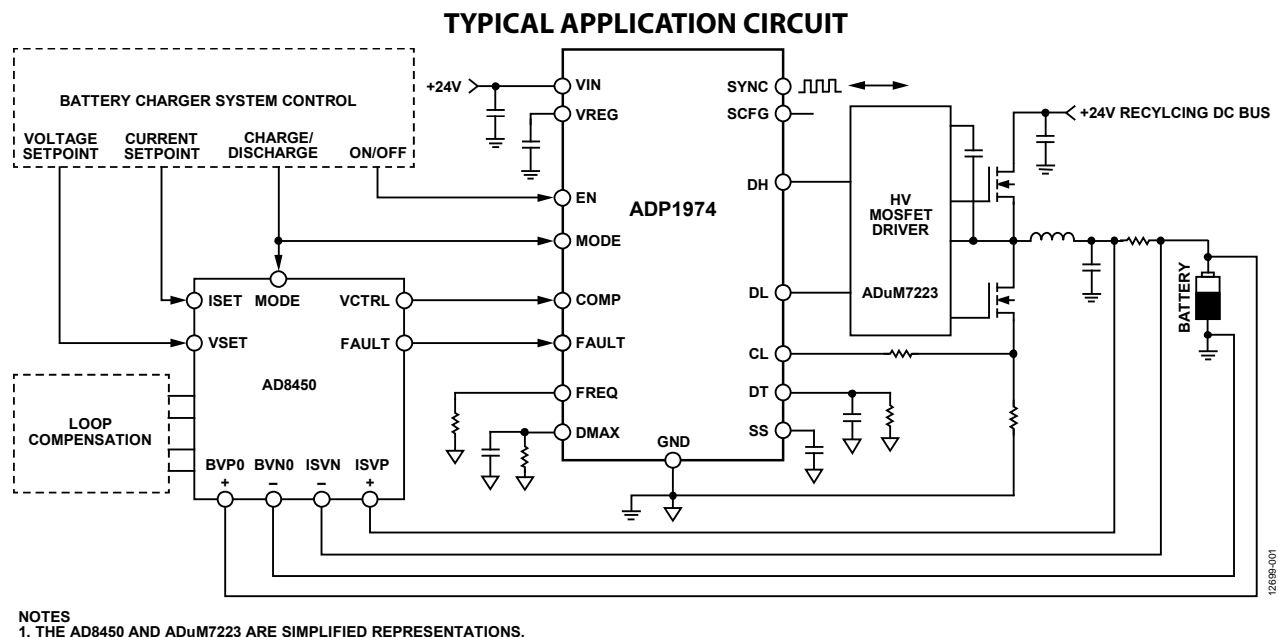 TYPICAL APPLICATION CIRCUIT
BATTERY CHARGER SYSTEM CONTROL
VOLTAGE
SETPOINT
CURRENT
SETPOINT
CHARGE/
DISCHARGE
ON/OFF
+24V
VIN
VREG
EN
MODE
COMP
FAULT
FREQ
DMAX
ADP1974
GND
SYNC
SCFG
DH
DL
CL
DT
SS
HV
MOSFET
DRIVER
ADuM7223
+24V RECYLCING DC BUS
BATTERY
ISET
MODE
VCTRL
VSET
FAULT
AD8450
BVP0
BVN0
ISVN
ISVP
+
–
–
+
LOOP
COMPENSATION
12699-001
NOTES
1. THE AD8450 AND ADuM7223 ARE SIMPLIFIED REPRESENTATIONS.